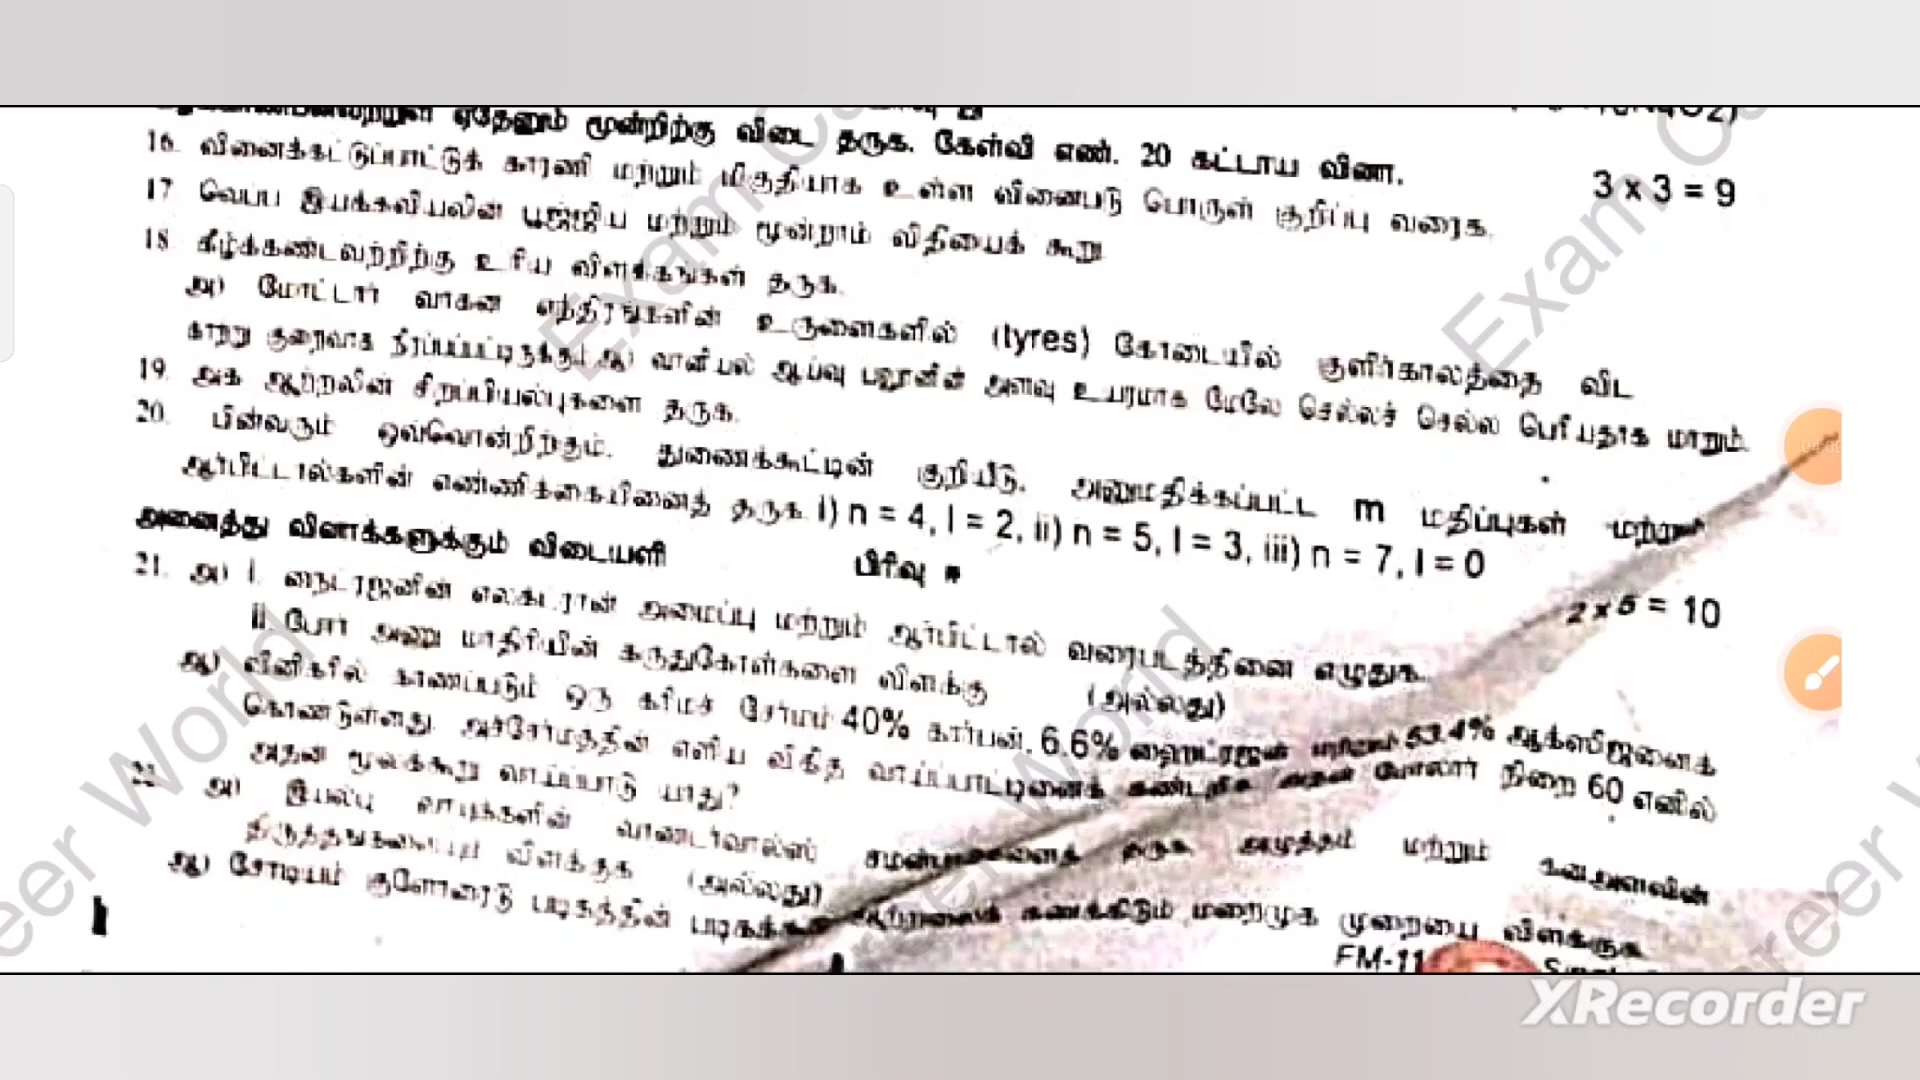 ஏதேனும் மூன்றிற்கு விடை தருக. கேள்வி எண். 20 கட்டாய வினா.
3 x 3 = 9
16. வினைக்கட்டுப்பாட்டுக் காரணி மற்றும் மிகுதியாக உள்ள வினைபடு பொருள் குறிப்பு வரைக.
17 வெப்ப இயக்கவியலின் பூஜ்ஜிய மற்றும் மூன்றாம் விதியைக் கூறு
18. கீழ்க்கண்டவற்றிற்கு உரிய விளக்கங்கள் தருக.
அ) மோட்டார் வாகன எந்திரங்களின் உருளைகளில் (tyres) கோடையில் குளிர்காலத்தை விட
காற்று குறைவாக நிரப்பப்பட்டிருக்கு ஆ) வானியல் ஆய்வு பலூனின் அளவு உயரமாக மேலே செல்லச் செல்ல பெரியதாக மாறும்.
19. அக ஆற்றலின் சிறப்பியல்புகளை தருக.
20. பின்வரும் ஒவ்வொன்றிற்கும், துணைக்கூட்டின் குறியீடு, அனுமதிக்கப்பட்ட m மதிப்புகள் மற்றும்
ஆர்பிட்டால்களின் எண்ணிக்கையினைத் தருக i) n = 4, l = 2, ii) n = 5, l = 3, iii) n = 7, l = 0
பிரிவு
அனைத்து வினாக்களுக்கும் விடையளி
2 x 5 = 10
21. அ) i. நைட்ரஜனின் எலக்ட்ரான் அமைப்பு மற்றும் ஆர்பிட்டால் வரைபடத்தினை எழுதுக.
ii. போர் அணு மாதிரியின் கருதுகோள்களை விளக்கு (அல்லது)
ஆ) வினிகரில் காணப்படும் ஒரு கரிமச் சேர்மம் 40% கார்பன், 6.6% ஹைட்ரஜன் மற்றும் 53.4% ஆக்ஸிஜனைக்
கொண்டுள்ளது. அச்சேர்மத்தின் எளிய விகித வாய்ப்பாட்டினைக் கண்டறிக அதன் மோலார் நிறை 60 எனில்
அதன் மூலக்கூறு வாய்ப்பாடு யாது?
22 அ) இயல்பு வாயுக்களின் வாண்டர்வால்ஸ் சமன்பாட்டினைத் தருக அழுத்தம் மற்றும் கனஅளவின்
திருத்தங்களையும் விளக்குக (அல்லது)
ஆ) சோடியம் குளோரைடு படிகத்தின் படிகக்கூடு ஆற்றலைக் கணக்கிடும் மறைமுக முறையை விளக்குக
FM-11
Exam Career World
XRecorder